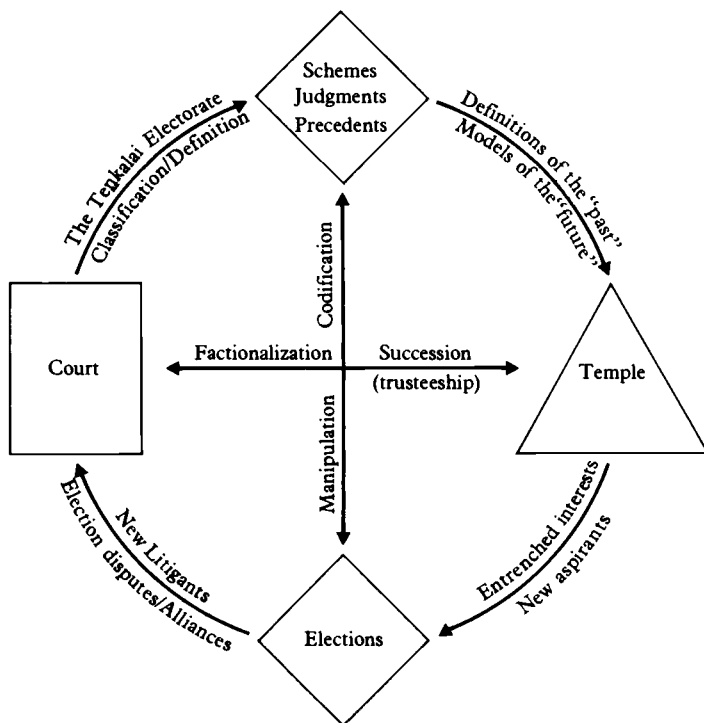 Schemes
Judgments
Precedents
The Tenkalai Electorate
Classification/Definition
Definitions of the “past”
Models of the “future”
Codification
Court
Factionalization
Succession
(trusteeship)
Temple
Manipulation
New Litigants
Election disputes/Alliances
Entrenched interests
New aspirants
Elections